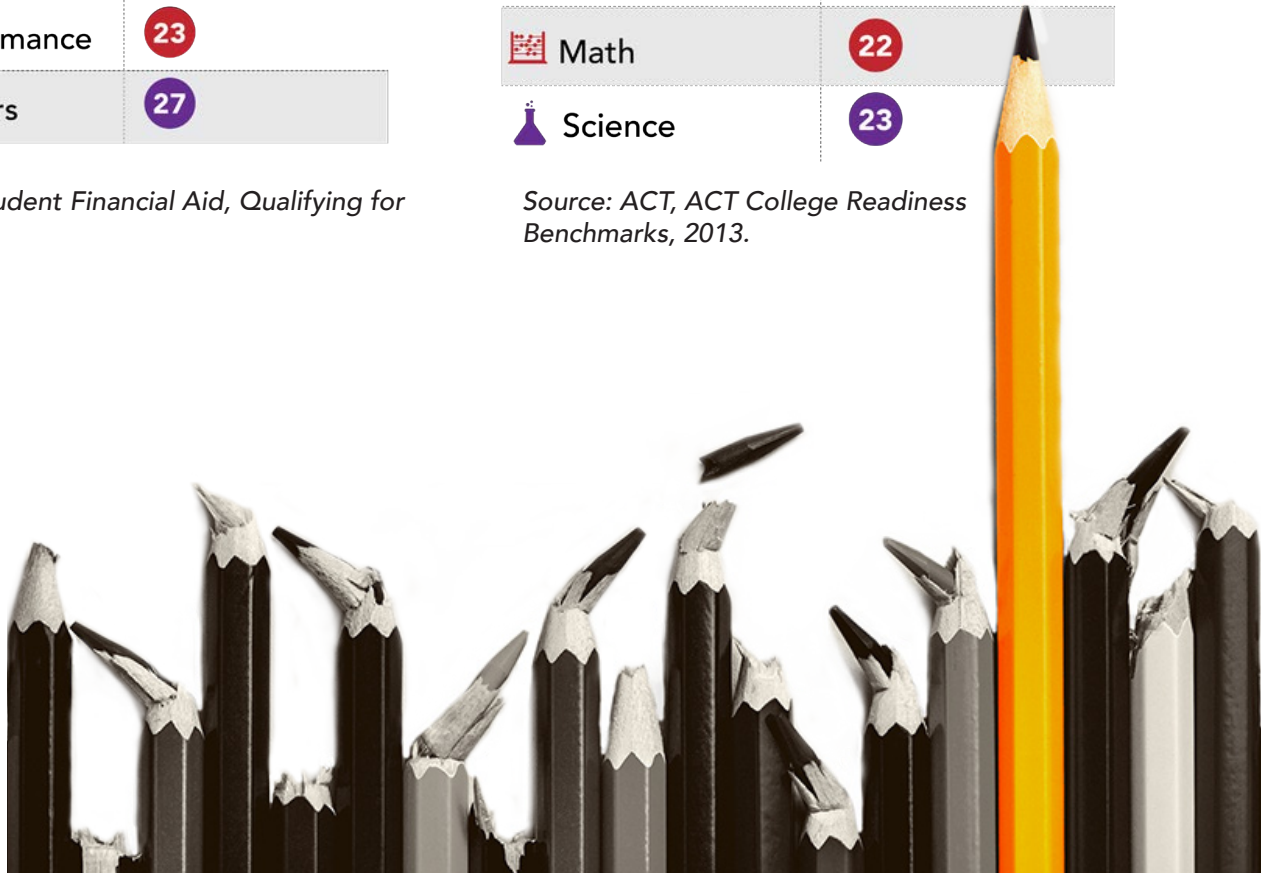 mance 23
rs 27
udent Financial Aid, Qualifying for
Math 22
Science 23
Source: ACT, ACT College Readiness
Benchmarks, 2013.